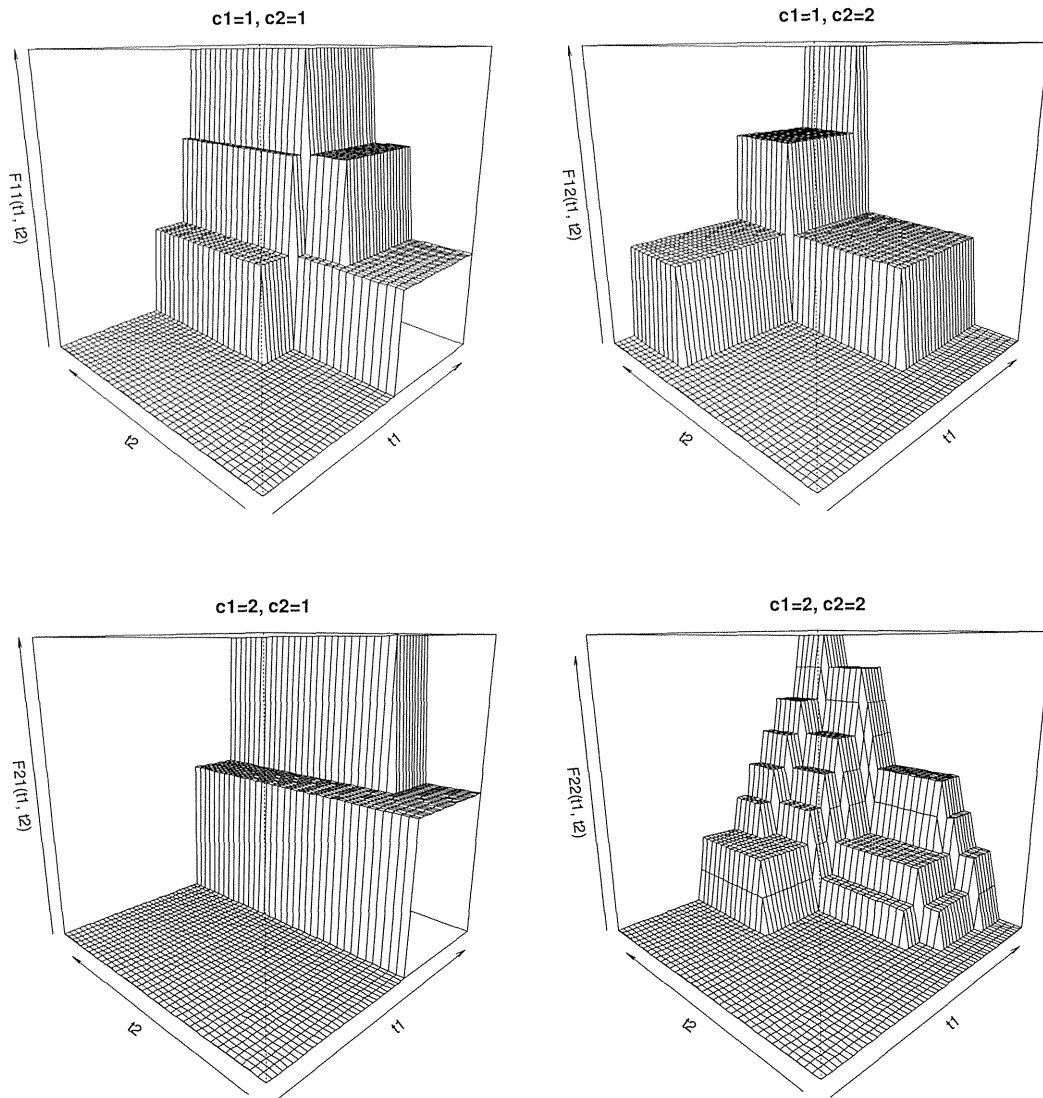 c1=1, c2=1
F11(t1, t2)
t2
t1
c1=1, c2=2
F12(t1, t2)
t2
t1
c1=2, c2=1
F21(t1, t2)
t2
t1
c1=2, c2=2
F22(t1, t2)
t2
t1